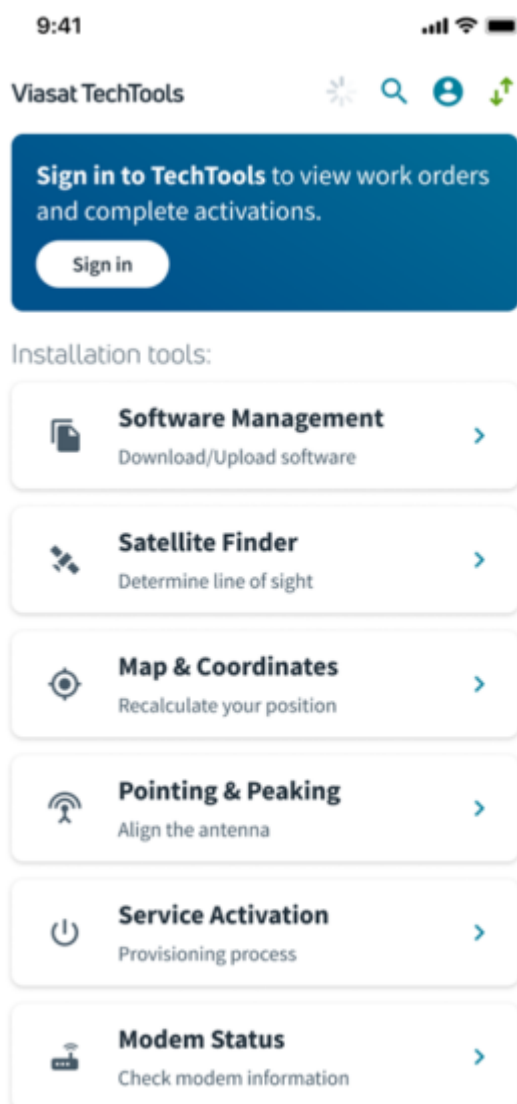 9:41
Viasat TechTools
Sign in to TechTools to view work orders
and complete activations.
Sign in
Installation tools:
Software Management
Download/Upload software
Satellite Finder
Determine line of sight
Map & Coordinates
Recalculate your position
Pointing & Peaking
Align the antenna
Service Activation
Provisioning process
Modem Status
Check modem information